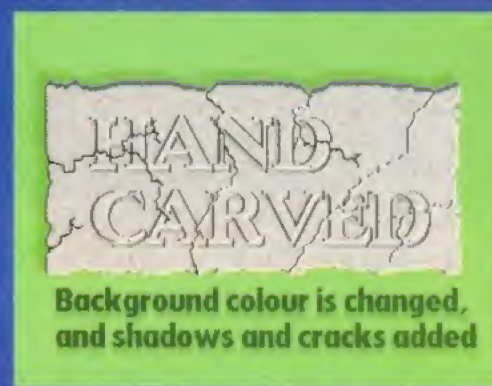 HAND
CARVED
Background colour is changed,
and shadows and cracks added